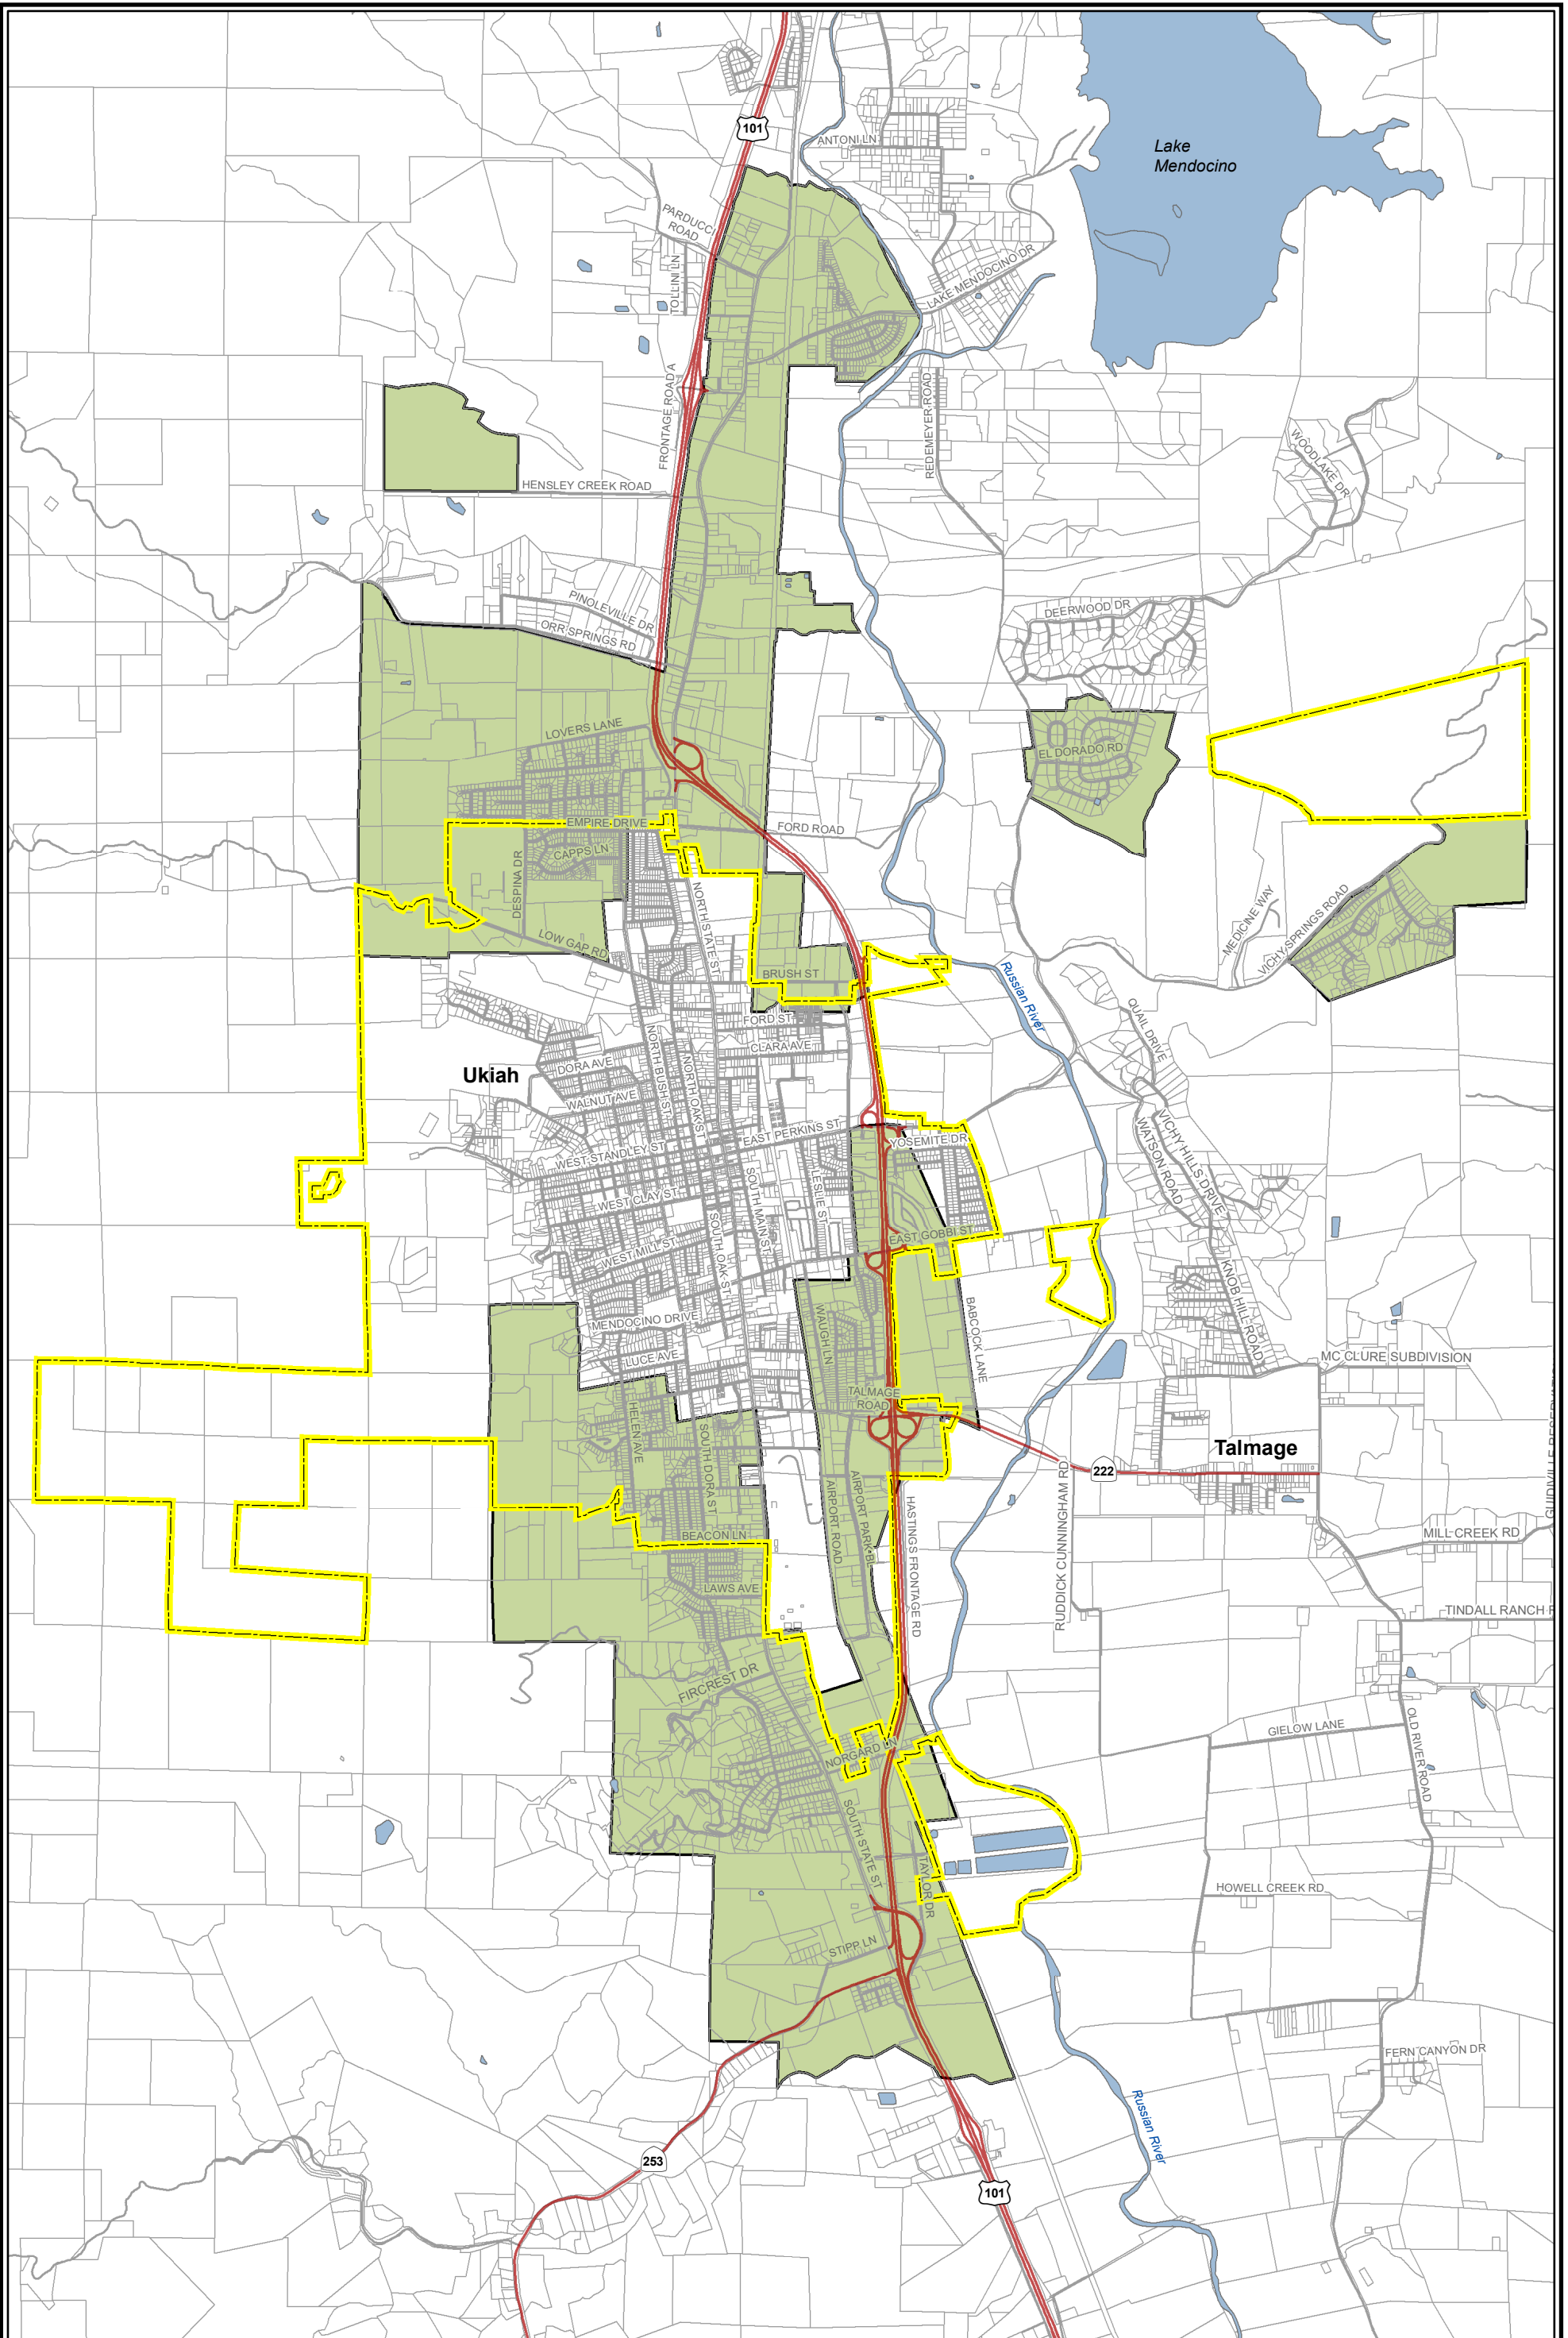 101
ANTONI LN
Lake
Mendocino
PARDUCCI
ROAD
TOLLINI LN
LAKE MENDOCINO DR
FRONTAGE ROAD A
REDEMEYER ROAD
WOODLAKE DR
HENSLEY CREEK ROAD
PINOLEVILLE DR
ORR SPRINGS RD
DEERWOOD DR
LOVERS LANE
EL DORADO RD
EMPIRE DRIVE
FORD ROAD
CAPPS LN
DESPINA DR
NORTH STATE ST
LOW GAP RD
MEDICINE WAY
VICHY SPRINGS ROAD
BRUSH ST
Russian River
QUAIL DRIVE
FORD ST
CLARA AVE
Ukiah
DORA AVE
NORTH BUSH ST
NORTH OAK ST
WALNUT AVE
EAST PERKINS ST
YOSEMITE DR
VICHY HILLS DRIVE
WATSON ROAD
WEST STANDLEY ST
LESLIE ST
SOUTH MAIN ST
WEST CLAY ST
SOUTH OAK ST
EAST GOBBI ST
WEST MILL ST
KNOB HILL ROAD
WAUGH LN
BABCOCK LANE
MENDOCINO DRIVE
LUCE AVE
MC CLURE SUBDIVISION
TALMAGE
ROAD
HELEN AVE
SOUTH DORA ST
Talmage
222
RUDDICK CUNNINGHAM RD
AIRPORT ROAD
AIRPORT PARK B
HASTINGS FRONTAGE RD
BEACON LN
MILL CREEK RD
LAWS AVE
TINDALL RANCH R
FIRCREST DR
GIELOW LANE
OLD RIVER ROAD
NORGARD LN
SOUTH STATE ST
TAYLOR DR
HOWELL CREEK RD
STIPP LN
FERN CANYON DR
Russian River
253
101